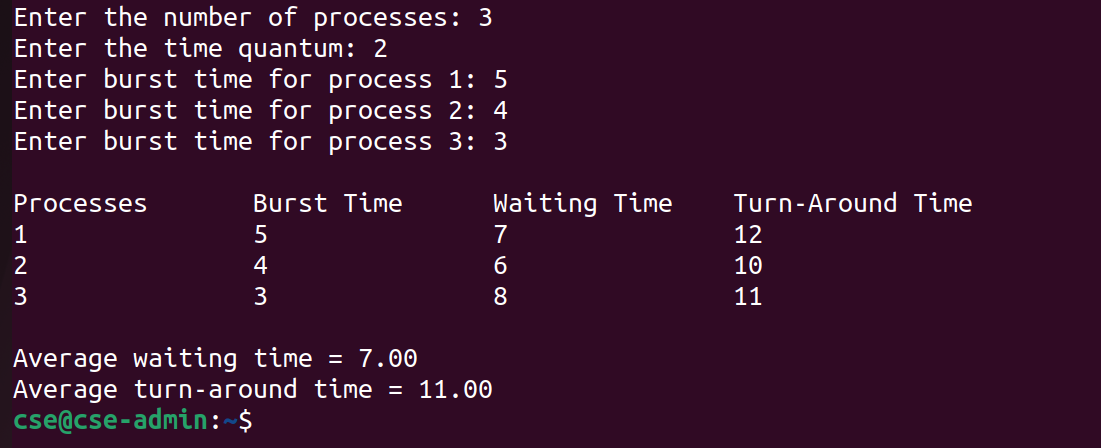 Enter the number of processes: 3
Enter the time quantum: 2
Enter burst time for process 1: 5
Enter burst time for process 2: 4
Enter burst time for process 3: 3
Processes Burst Time Waiting Time Turn-Around Time
1 5 7 12
2 4 6 10
3 3 8 11
Average waiting time = 7.00
Average turn-around time = 11.00
cse@cse-admin:~$